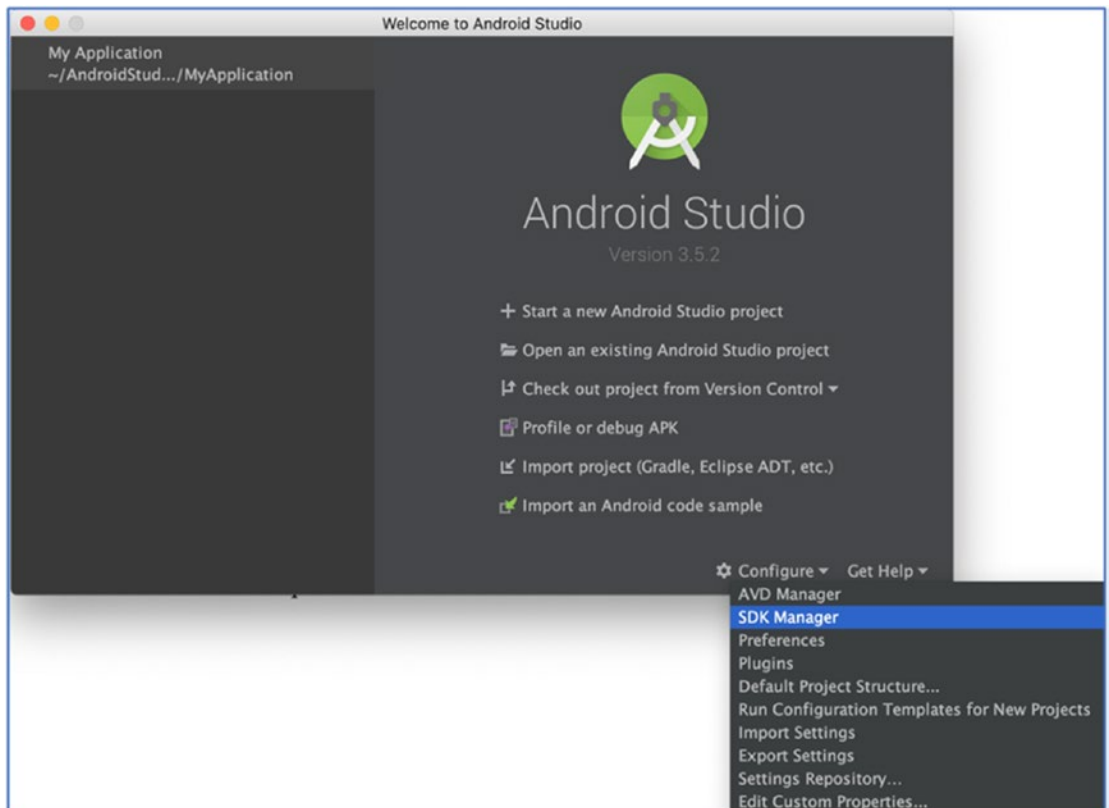 Welcome to Android Studio
My Application
~/AndroidStud.../MyApplication
Android Studio
Version 3.5.2
Start a new Android Studio project
Open an existing Android Studio project
Check out project from Version Control
Profile or debug APK
Import project (Gradle, Eclipse ADT, etc.)
Import an Android code sample
Configure Get Help
AVD Manager
SDK Manager
Preferences
Plugins
Default Project Structure...
Run Configuration Templates for New Projects
Import Settings
Export Settings
Settings Repository...
Edit Custom Properties...